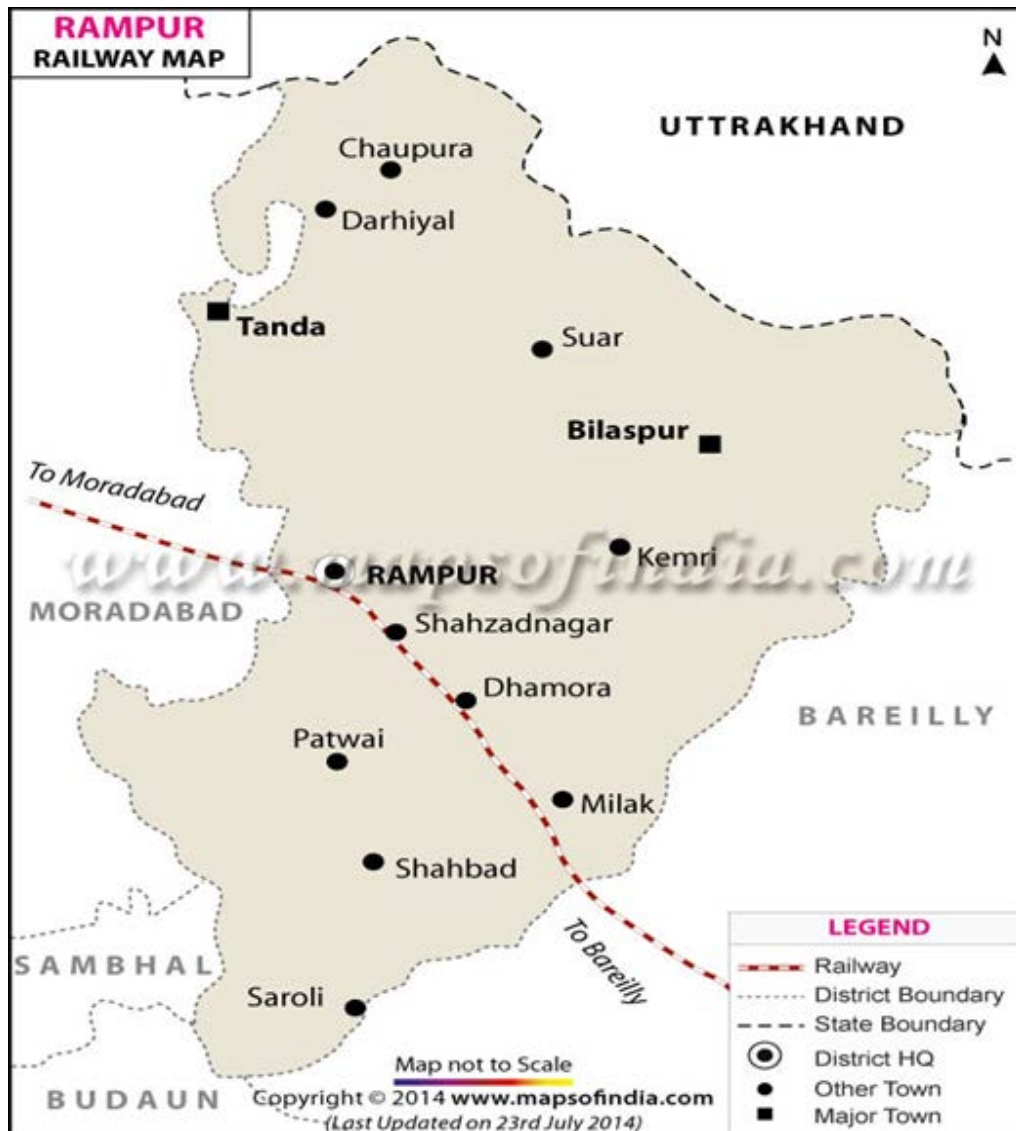 RAMPUR
RAILWAY MAP
N
UTTRAKHAND
Chaupura
Darhiyal
Tanda
Suar
Bilaspur
To Moradabad
www.mapsofindia.com
Kemri
RAMPUR
MORADABAD
Shahzadnagar
Dhamora
BAREILLY
Patwai
Milak
Shahbad
To Bareilly
SAMBHAL
Saroli
BUDAUN
LEGEND
Railway
District Boundary
State Boundary
District HQ
Other Town
Major Town
Map not to Scale
Copyright © 2014 www.mapsofindia.com
(Last Updated on 23rd July 2014)